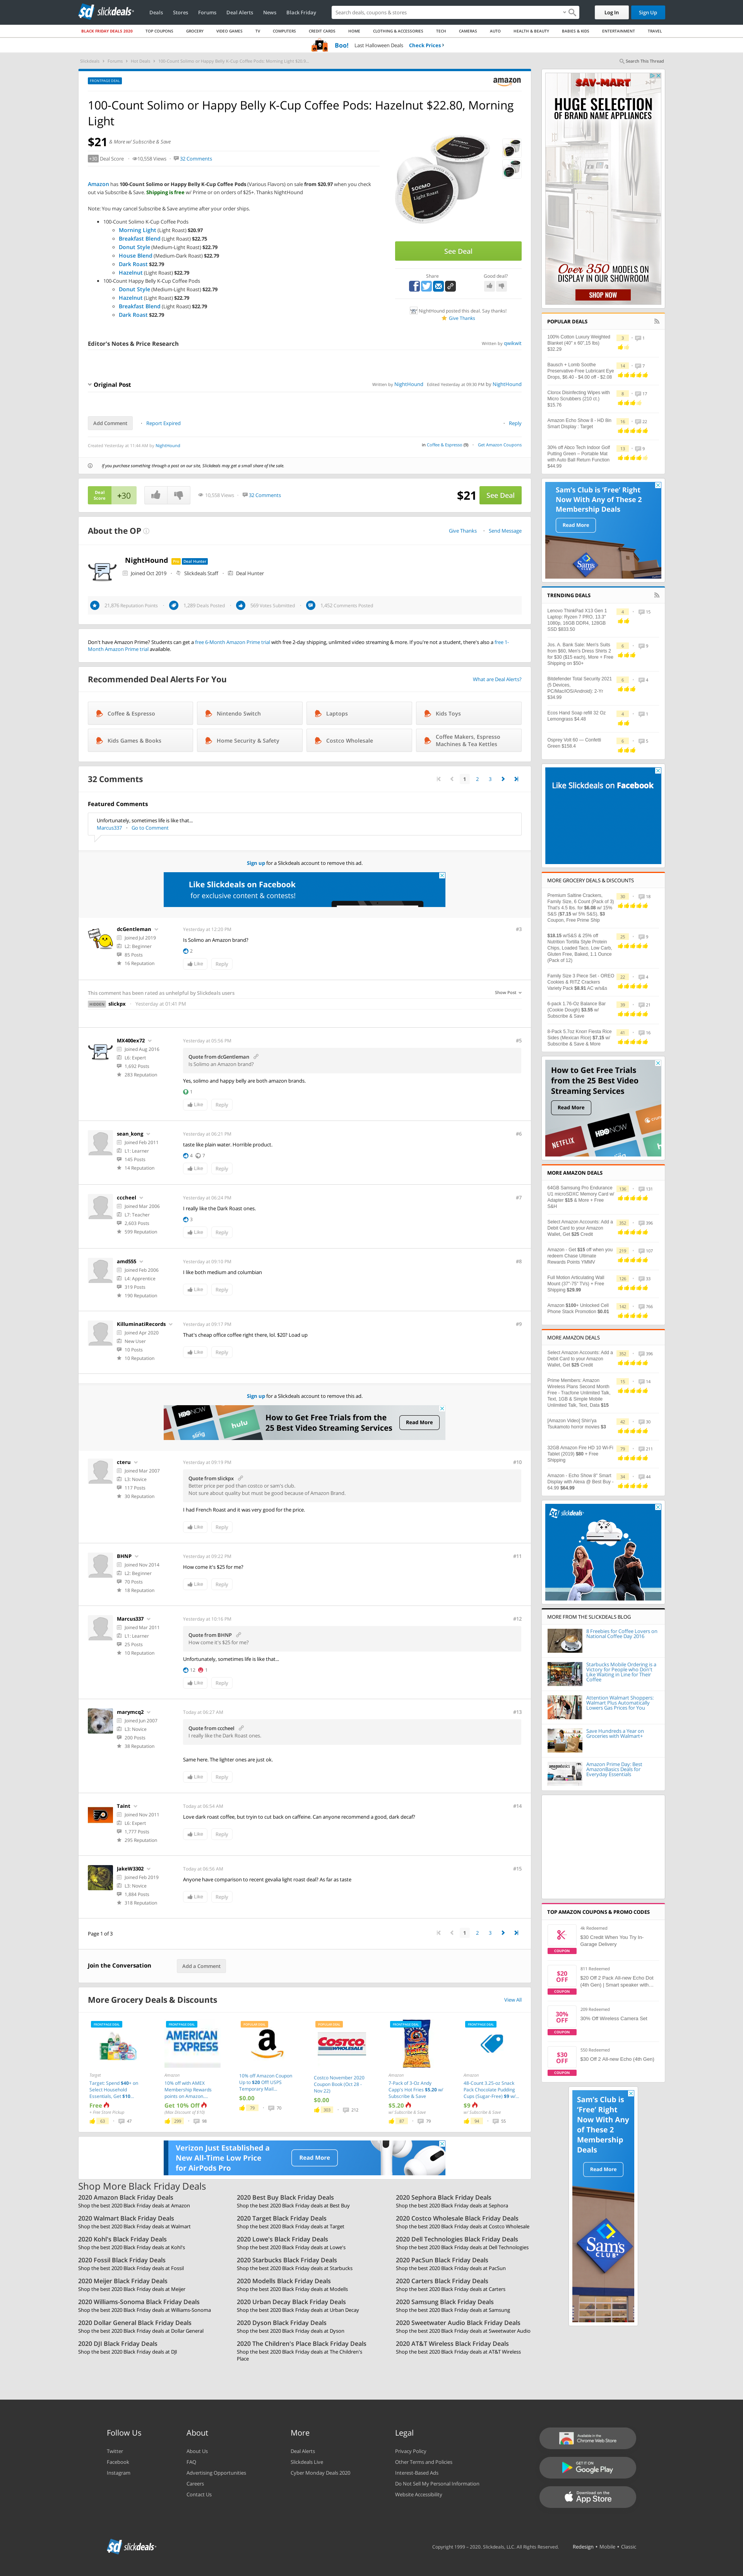 slickdeals
Deals
Stores
Forums
Deal Alerts
News
Black Friday
Search deals, coupons & stores
Log In
Sign Up
BLACK FRIDAY DEALS 2020
TOP COUPONS
GROCERY
VIDEO GAMES
TV
COMPUTERS
CREDIT CARDS
HOME
CLOTHING & ACCESSORIES
TECH
CAMERAS
AUTO
HEALTH & BEAUTY
BABIES & KIDS
ENTERTAINMENT
TRAVEL
Boo! Last Halloween Deals Check Prices
Search This Thread
FRONTPAGE DEAL
amazon
100-Count Solimo or Happy Belly K-Cup Coffee Pods: Hazelnut $22.80, Morning
Light
$21 & More w/ Subscribe & Save
+30 Deal Score
10,558 Views
32 Comments
Amazon has 100-Count Solimo or Happy Belly K-Cup Coffee Pods (Various Flavors) on sale from $20.97 when you check
out via Subscribe & Save. Shipping is free w/ Prime or on orders of $25+. Thanks NightHound
Note: You may cancel Subscribe & Save anytime after your order ships.
100-Count Solimo K-Cup Coffee Pods
Morning Light (Light Roast) $20.97
Breakfast Blend (Light Roast) $22.75
Donut Style (Medium-Light Roast) $22.79
House Blend (Medium-Dark Roast) $22.79
Dark Roast $22.79
Hazelnut (Light Roast) $22.79
100-Count Happy Belly K-Cup Coffee Pods
Donut Style (Medium-Light Roast) $22.79
Hazelnut (Light Roast) $22.79
Breakfast Blend (Light Roast) $22.79
Dark Roast $22.79
See Deal
Share
Good deal?
NightHound posted this deal. Say thanks!
Give Thanks
Editor's Notes & Price Research
Written by qwikwit
Original Post
Written by NightHound Edited Yesterday at 09:30 PM by NightHound
Add Comment
Report Expired
Reply
Created Yesterday at 11:44 AM by NightHound
in Coffee & Espresso (9)
Get Amazon Coupons
If you purchase something through a post on our site, Slickdeals may get a small share of the sale.
Deal
Score
+30
10,558 Views
32 Comments
$21
See Deal
About the OP
Give Thanks
Send Message
NightHound
Deal Hunter
Joined Oct 2019
Slickdeals Staff
Deal Hunter
21,876 Reputation Points
1,289 Deals Posted
569 Votes Submitted
1,452 Comments Posted
Don't have Amazon Prime? Students can get a free 6-Month Amazon Prime trial with free 2-day shipping, unlimited video streaming & more. If you're not a student, there's also a free 1-
Month Amazon Prime trial available.
Recommended Deal Alerts For You
What are Deal Alerts?
Coffee & Espresso
Nintendo Switch
Laptops
Kids Toys
Kids Games & Books
Home Security & Safety
Costco Wholesale
Coffee Makers, Espresso
Machines & Tea Kettles
32 Comments
1 2 3
Featured Comments
Unfortunately, sometimes life is like that...
Marcus337
Go to Comment
Sign up for a Slickdeals account to remove this ad.
Like Slickdeals on Facebook
for exclusive content & contests!
dcGentleman
Joined Jul 2019
L2: Beginner
85 Posts
16 Reputation
Yesterday at 12:20 PM
#3
Is Solimo an Amazon brand?
2
Like
Reply
This comment has been rated as unhelpful by Slickdeals users
Show Post
slickpx
Yesterday at 01:41 PM
MX400ex72
Joined Aug 2016
L6: Expert
1,692 Posts
283 Reputation
Yesterday at 05:56 PM
#5
Quote from dcGentleman
Is Solimo an Amazon brand?
Yes, solimo and happy belly are both amazon brands.
1
Like
Reply
sean_kong
Joined Feb 2011
L1: Learner
145 Posts
14 Reputation
Yesterday at 06:21 PM
#6
taste like plain water. Horrible product.
4 7
Like
Reply
cccheel
Joined Mar 2006
L7: Teacher
2,603 Posts
599 Reputation
Yesterday at 06:24 PM
#7
I really like the Dark Roast ones.
3
Like
Reply
amd555
Joined Feb 2006
L4: Apprentice
319 Posts
190 Reputation
Yesterday at 09:16 PM
#8
I like both medium and columbian
Like
Reply
KilluminatiRecords
Joined Apr 2020
New User
10 Posts
10 Reputation
Yesterday at 09:17 PM
#9
That's cheap office coffee right there, lol. $20? Load up
Like
Reply
Sign up for a Slickdeals account to remove this ad.
How to Get Free Trials from the
25 Best Video Streaming Services
Read More
cteru
Joined Mar 2007
L3: Novice
117 Posts
30 Reputation
Yesterday at 09:19 PM
#10
Quote from slickpx
Better price per pod than costco or sam's club.
Not sure about quality but must be good because of Amazon Brand.
I had French Roast and it was very good for the price.
Like
Reply
BHNP
Joined Nov 2014
L2: Beginner
70 Posts
18 Reputation
Yesterday at 09:22 PM
#11
How come it's $25 for me?
Like
Reply
Marcus337
Joined Mar 2011
L1: Learner
25 Posts
10 Reputation
Yesterday at 10:16 PM
#12
Quote from BHNP
How come it's $25 for me?
Unfortunately, sometimes life is like that...
12 1
Like
Reply
marymcq2
Joined Jun 2007
L3: Novice
200 Posts
38 Reputation
Today at 06:27 AM
#13
Quote from cccheel
I really like the Dark Roast ones.
Same here. The lighter ones are just ok.
Like
Reply
Taint
Joined Nov 2011
L6: Expert
1,777 Posts
295 Reputation
Today at 06:54 AM
#14
Love dark roast coffee, but tryin to cut back on caffeine. Can anyone recommend a good, dark decaf?
Like
Reply
JakeW3302
Joined Feb 2019
L3: Novice
1,884 Posts
318 Reputation
Today at 06:56 AM
#15
Anyone have comparison to recent gevalia light roast deal? As far as taste
Like
Reply
Page 1 of 3
1 2 3
Join the Conversation
Add a Comment
More Grocery Deals & Discounts
View All
Target
Target: Spend $40+ on
Select Household
Essentials, Get $10...
Free
+ Free Store Pickup
63 47
AMERICAN
EXPRESS
Amazon
10% off with AMEX
Membership Rewards
points on Amazon...
Get 10% Off
(Max Discount of $10)
299 98
10% off Amazon Coupon
Up to $20 Off! USPS
Temporary Mail...
$0.00
79 70
COSTCO
WHOLESALE
Costco November 2020
Coupon Book (Oct 28 -
Nov 22)
$0.00
303 212
Amazon
7-Pack of 3-Oz Andy
Capp's Hot Fries $5.20 w/
Subscribe & Save
$5.20
w/ Subscribe & Save
87 79
Amazon
48-Count 3.25-oz Snack
Pack Chocolate Pudding
Cups (Sugar-Free) $9 w/...
$9
w/ Subscribe & Save
94 55
Verizon Just Established a
New All-Time Low Price
for AirPods Pro
Read More
Shop More Black Friday Deals
2020 Amazon Black Friday Deals
Shop the best 2020 Black Friday deals at Amazon
2020 Best Buy Black Friday Deals
Shop the best 2020 Black Friday deals at Best Buy
2020 Sephora Black Friday Deals
Shop the best 2020 Black Friday deals at Sephora
2020 Walmart Black Friday Deals
Shop the best 2020 Black Friday deals at Walmart
2020 Target Black Friday Deals
Shop the best 2020 Black Friday deals at Target
2020 Costco Wholesale Black Friday Deals
Shop the best 2020 Black Friday deals at Costco Wholesale
2020 Kohl's Black Friday Deals
Shop the best 2020 Black Friday deals at Kohl's
2020 Lowe's Black Friday Deals
Shop the best 2020 Black Friday deals at Lowe's
2020 Dell Technologies Black Friday Deals
Shop the best 2020 Black Friday deals at Dell Technologies
2020 Fossil Black Friday Deals
Shop the best 2020 Black Friday deals at Fossil
2020 Starbucks Black Friday Deals
Shop the best 2020 Black Friday deals at Starbucks
2020 PacSun Black Friday Deals
Shop the best 2020 Black Friday deals at PacSun
2020 Meijer Black Friday Deals
Shop the best 2020 Black Friday deals at Meijer
2020 Modells Black Friday Deals
Shop the best 2020 Black Friday deals at Modells
2020 Carters Black Friday Deals
Shop the best 2020 Black Friday deals at Carters
2020 Williams-Sonoma Black Friday Deals
Shop the best 2020 Black Friday deals at Williams-Sonoma
2020 Urban Decay Black Friday Deals
Shop the best 2020 Black Friday deals at Urban Decay
2020 Samsung Black Friday Deals
Shop the best 2020 Black Friday deals at Samsung
2020 Dollar General Black Friday Deals
Shop the best 2020 Black Friday deals at Dollar General
2020 Dyson Black Friday Deals
Shop the best 2020 Black Friday deals at Dyson
2020 Sweetwater Audio Black Friday Deals
Shop the best 2020 Black Friday deals at Sweetwater Audio
2020 DJI Black Friday Deals
Shop the best 2020 Black Friday deals at DJI
2020 The Children's Place Black Friday Deals
Shop the best 2020 Black Friday deals at The Children's
Place
2020 AT&T Wireless Black Friday Deals
Shop the best 2020 Black Friday deals at AT&T Wireless
SAV-MART
HUGE SELECTION
OF BRAND NAME APPLIANCES
Over 350 MODELS ON
DISPLAY IN OUR SHOWROOM
SHOP NOW
POPULAR DEALS
100% Cotton Luxury Weighted
Blanket (40" x 60",15 lbs)
$32.29
Bausch + Lomb Soothe
Preservative-Free Lubricant Eye
Drops, $6.40 - $4.00 off - $2.08
Clorox Disinfecting Wipes with
Micro Scrubbers (210 ct.)
$15.76
Amazon Echo Show 8 - HD 8in
Smart Display : Target
30% off Abco Tech Indoor Golf
Putting Green – Portable Mat
with Auto Ball Return Function
$44.99
Sam's Club is 'Free' Right
Now With Any of These 2
Membership Deals
Read More
TRENDING DEALS
Lenovo ThinkPad X13 Gen 1
Laptop: Ryzen 7 PRO, 13.3"
1080p, 16GB DDR4, 128GB
SSD $833.50
Jos. A. Bank Sale: Men's Suits
from $60, Men's Dress Shirts 2
for $30 ($15 each), More + Free
Shipping on $50+
Bitdefender Total Security 2021
(5 Devices,
PC/Mac/iOS/Android): 2-Yr
$34.99
Ecos Hand Soap refill 32 Oz
Lemongrass $4.48
Osprey Volt 60 — Confetti
Green $158.4
Like Slickdeals on Facebook
MORE GROCERY DEALS & DISCOUNTS
Premium Saltine Crackers,
Family Size, 6 Count (Pack of 3)
That's 4.5 lbs, for $6.08 w/ 15%
S&S ($7.15 w/ 5% S&S), $3
Coupon, Free Prime Ship
$16.15 w/S&S & 25% off
Nutrition Tortilla Style Protein
Chips, Loaded Taco, Low Carb,
Gluten Free, Baked, 1.1 Ounce
(Pack of 12)
Family Size 3 Piece Set - OREO
Cookies & RITZ Crackers
Variety Pack $8.81 AC w/s&s
6-pack 1.76-Oz Balance Bar
(Cookie Dough) $3.55 w/
Subscribe & Save
8-Pack 5.7oz Knorr Fiesta Rice
Sides (Mexican Rice) $7.15 w/
Subscribe & Save & More
How to Get Free Trials
from the 25 Best Video
Streaming Services
Read More
NETFLIX
HBO NOW
MORE AMAZON DEALS
64GB Samsung Pro Endurance
U1 microSDXC Memory Card w/
Adapter $15 & More + Free
S&H
Select Amazon Accounts: Add a
Debit Card to your Amazon
Wallet, Get $25 Credit
Amazon - Get $15 off when you
redeem Chase Ultimate
Rewards Points YMMV
Full Motion Articulating Wall
Mount (37"-75" TVs) + Free
Shipping $29.99
Amazon $100+ Unlocked Cell
Phone Stack Promotion $0.01
MORE AMAZON DEALS
Select Amazon Accounts: Add a
Debit Card to your Amazon
Wallet, Get $25 Credit
Prime Members: Amazon
Wireless Plans Second Month
Free - Tracfone Unlimited Talk,
Text, 1GB & Simple Mobile
Unlimited Talk, Text, Data $15
[Amazon Video] Shin'ya
Tsukamoto horror movies $3
32GB Amazon Fire HD 10 Wi-Fi
Tablet (2019) $80 + Free
Shipping
Amazon - Echo Show 8" Smart
Display with Alexa @ Best Buy -
64.99 $64.99
slickdeals
MORE FROM THE SLICKDEALS BLOG
8 Freebies for Coffee Lovers on
National Coffee Day 2016
Starbucks Mobile Ordering is a
Victory for People who Don't
Like Waiting in Line for Their
Coffee
Attention Walmart Shoppers:
Walmart Plus Automatically
Lowers Gas Prices for You
Save Hundreds a Year on
Groceries with Walmart+
Amazon Prime Day: Best
AmazonBasics Deals for
Everyday Essentials
TOP AMAZON COUPONS & PROMO CODES
4k Redeemed
$30 Credit When You Try In-
Garage Delivery
COUPON
$20
OFF
COUPON
811 Redeemed
$20 Off 2 Pack All-new Echo Dot
(4th Gen) | Smart speaker with...
30%
OFF
COUPON
209 Redeemed
30% Off Wireless Camera Set
$30
OFF
COUPON
550 Redeemed
$30 Off 2 All-new Echo (4th Gen)
Sam's Club is
'Free' Right
Now With Any
of These 2
Membership
Deals
Read More
Sam's
CLUB
Follow Us
Twitter
Facebook
Instagram
About
About Us
FAQ
Advertising Opportunities
Careers
Contact Us
More
Deal Alerts
Slickdeals Live
Cyber Monday Deals 2020
Legal
Privacy Policy
Other Terms and Policies
Interest-Based Ads
Do Not Sell My Personal Information
Website Accessibility
Available in the
Chrome Web Store
GET IT ON
Google Play
Download on the
App Store
slickdeals
Copyright 1999 – 2020. Slickdeals, LLC. All Rights Reserved.
Redesign • Mobile • Classic